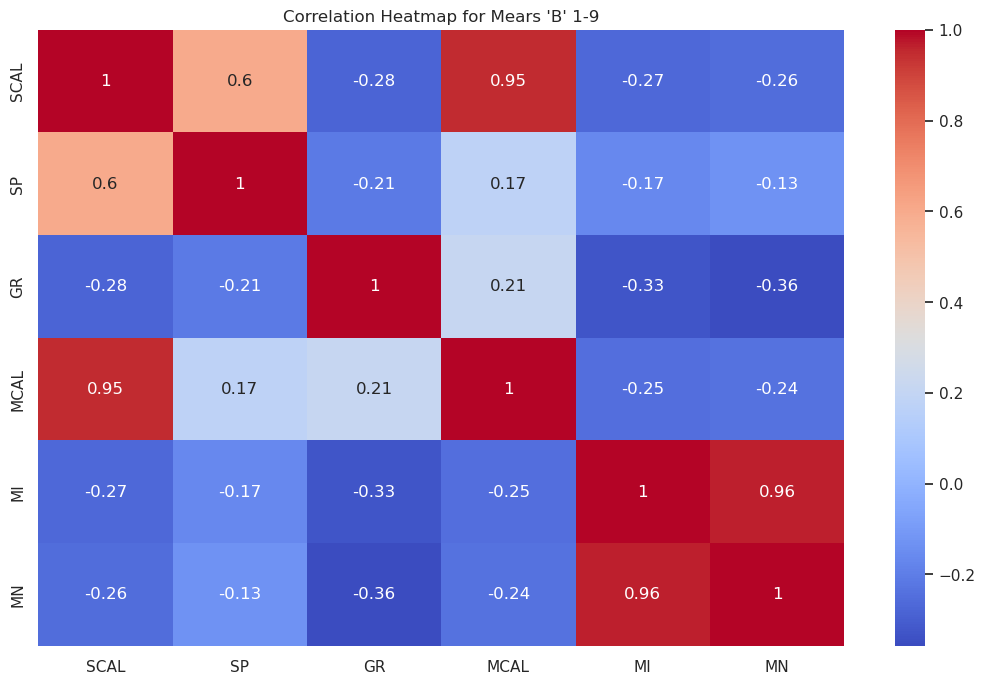 Correlation Heatmap for Mears 'B' 1-9
SCAL 1 0.6 -0.28 0.95 -0.27 -0.26
SP 0.6 1 -0.21 0.17 -0.17 -0.13
GR -0.28 -0.21 1 0.21 -0.33 -0.36
MCAL 0.95 0.17 0.21 1 -0.25 -0.24
MI -0.27 -0.17 -0.33 -0.25 1 0.96
MN -0.26 -0.13 -0.36 -0.24 0.96 1
SCAL SP GR MCAL MI MN
1.0
0.8
0.6
0.4
0.2
0.0
−0.2